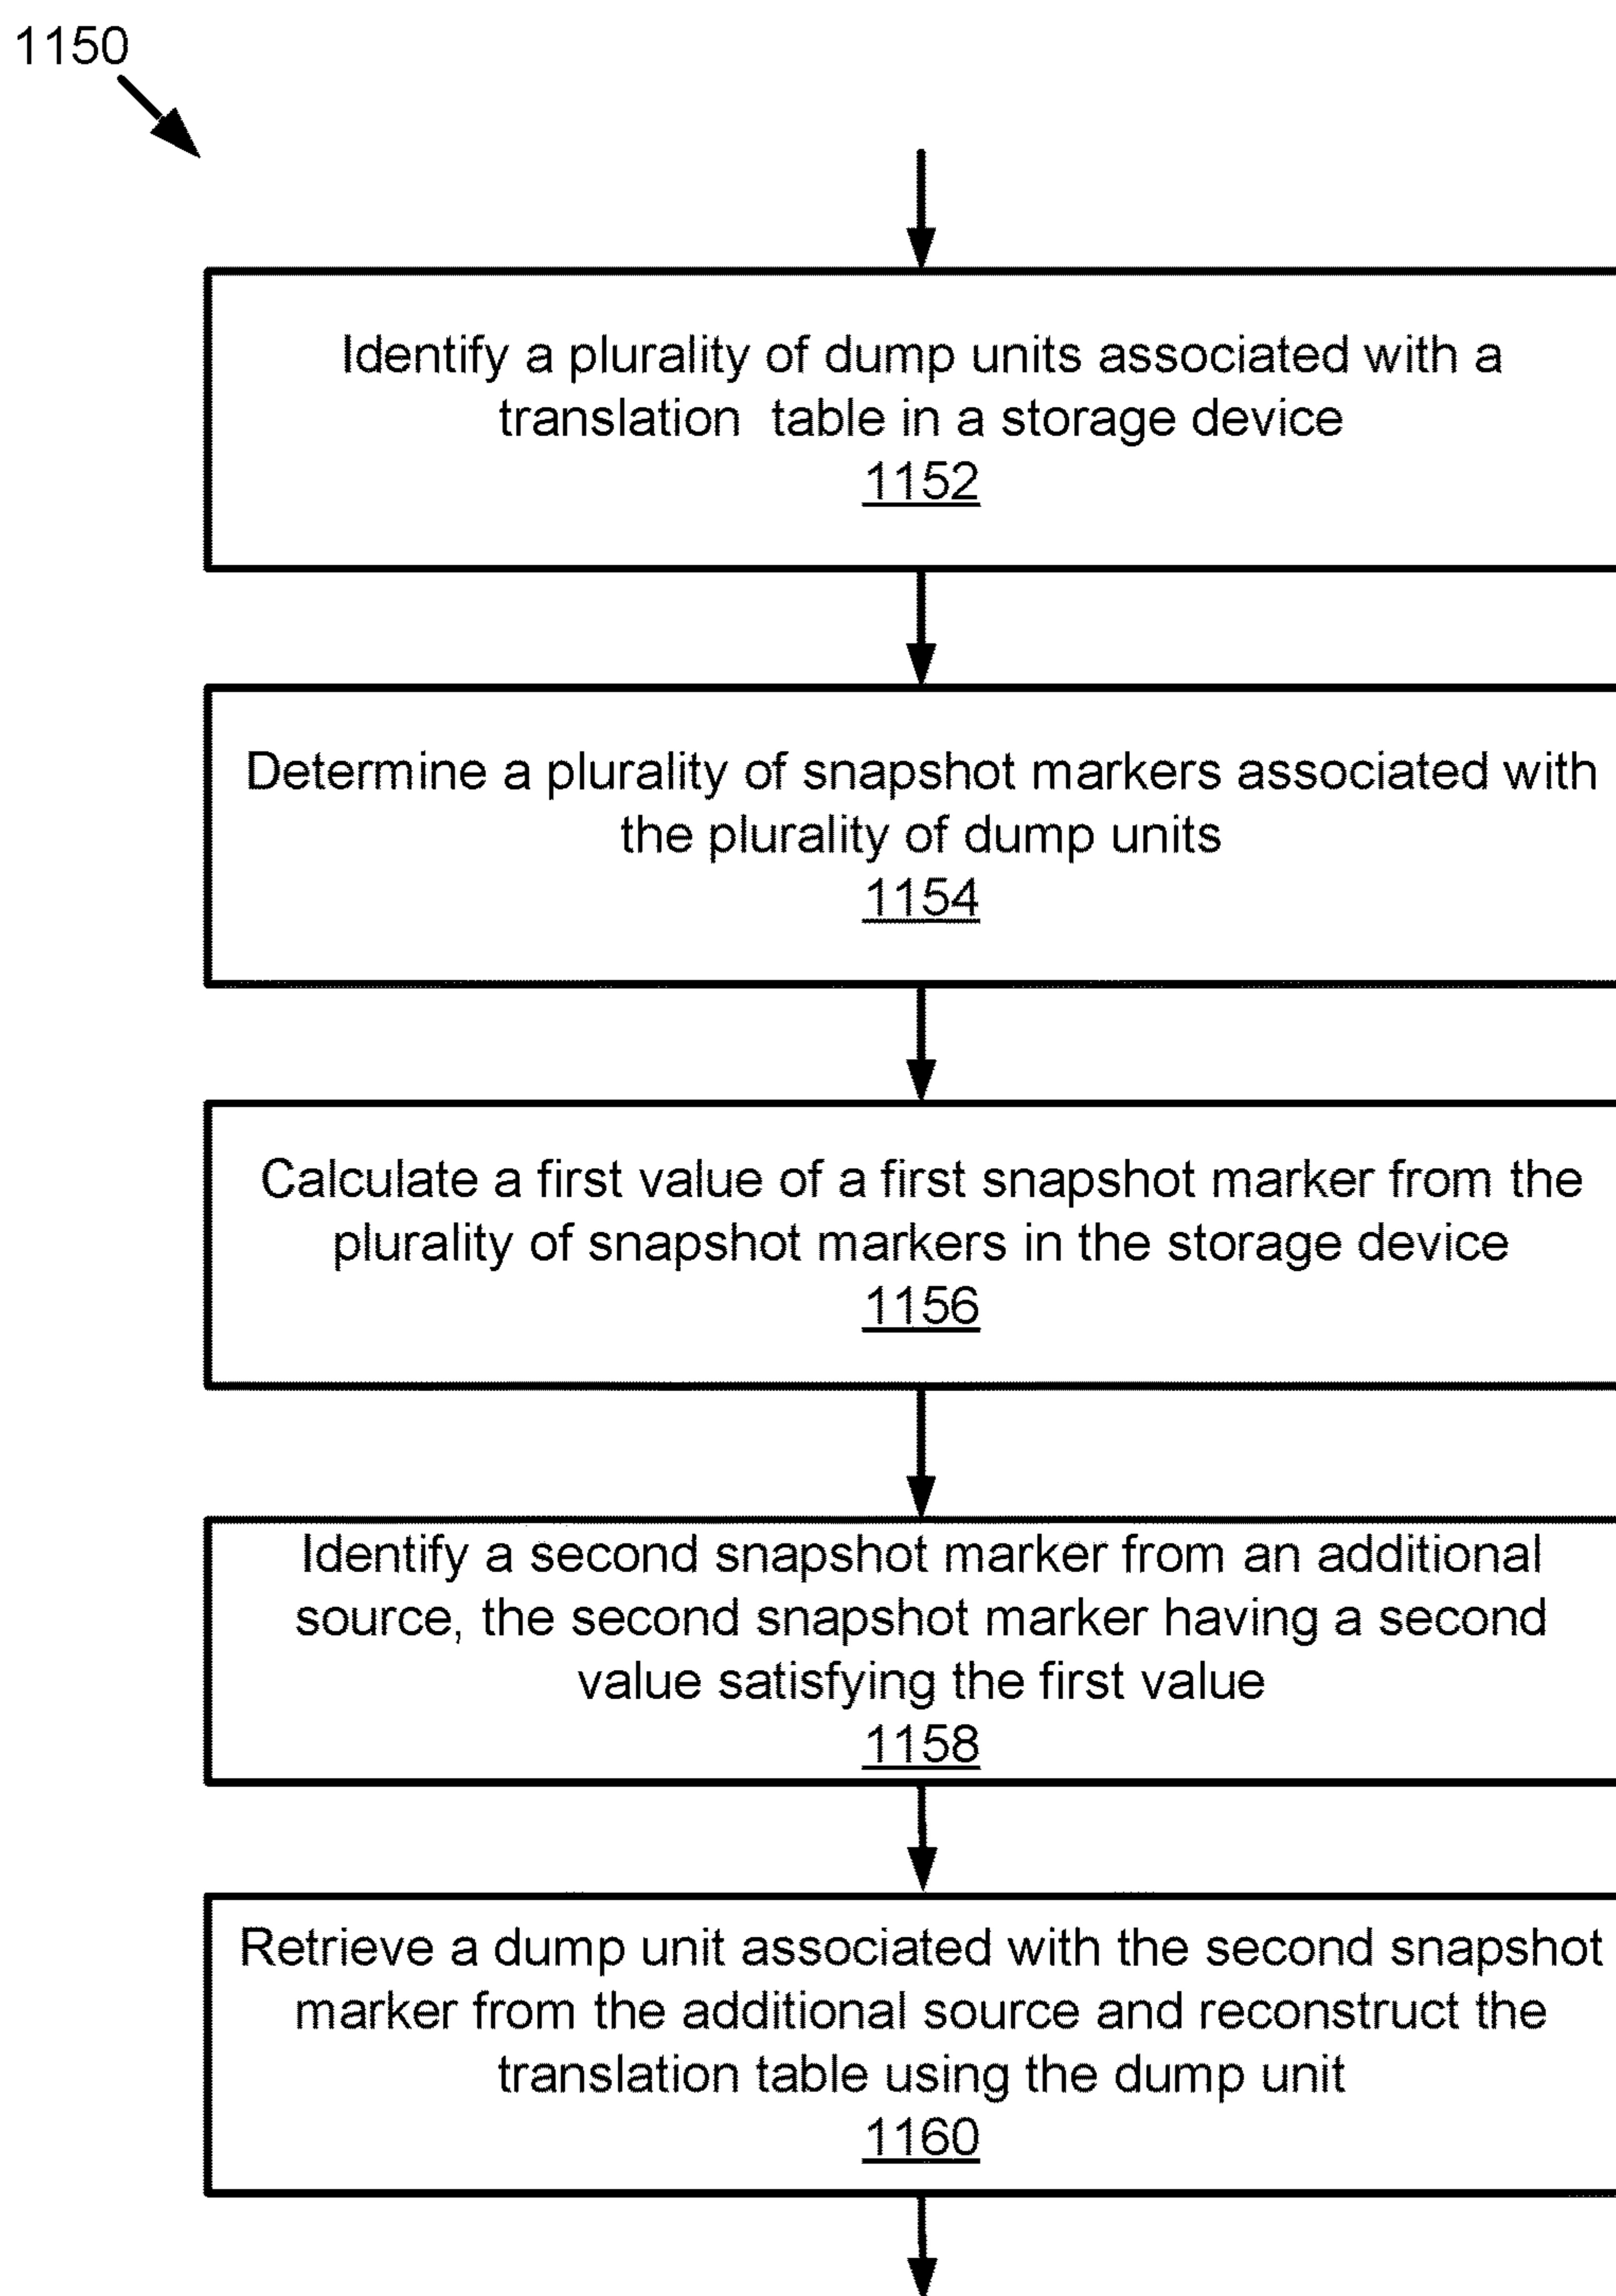 1150
Identify a plurality of dump units associated with a
translation table in a storage device
1152
Determine a plurality of snapshot markers associated with
the plurality of dump units
1154
Calculate a first value of a first snapshot marker from the
plurality of snapshot markers in the storage device
1156
Identify a second snapshot marker from an additional
source, the second snapshot marker having a second
value satisfying the first value
1158
Retrieve a dump unit associated with the second snapshot
marker from the additional source and reconstruct the
translation table using the dump unit
1160